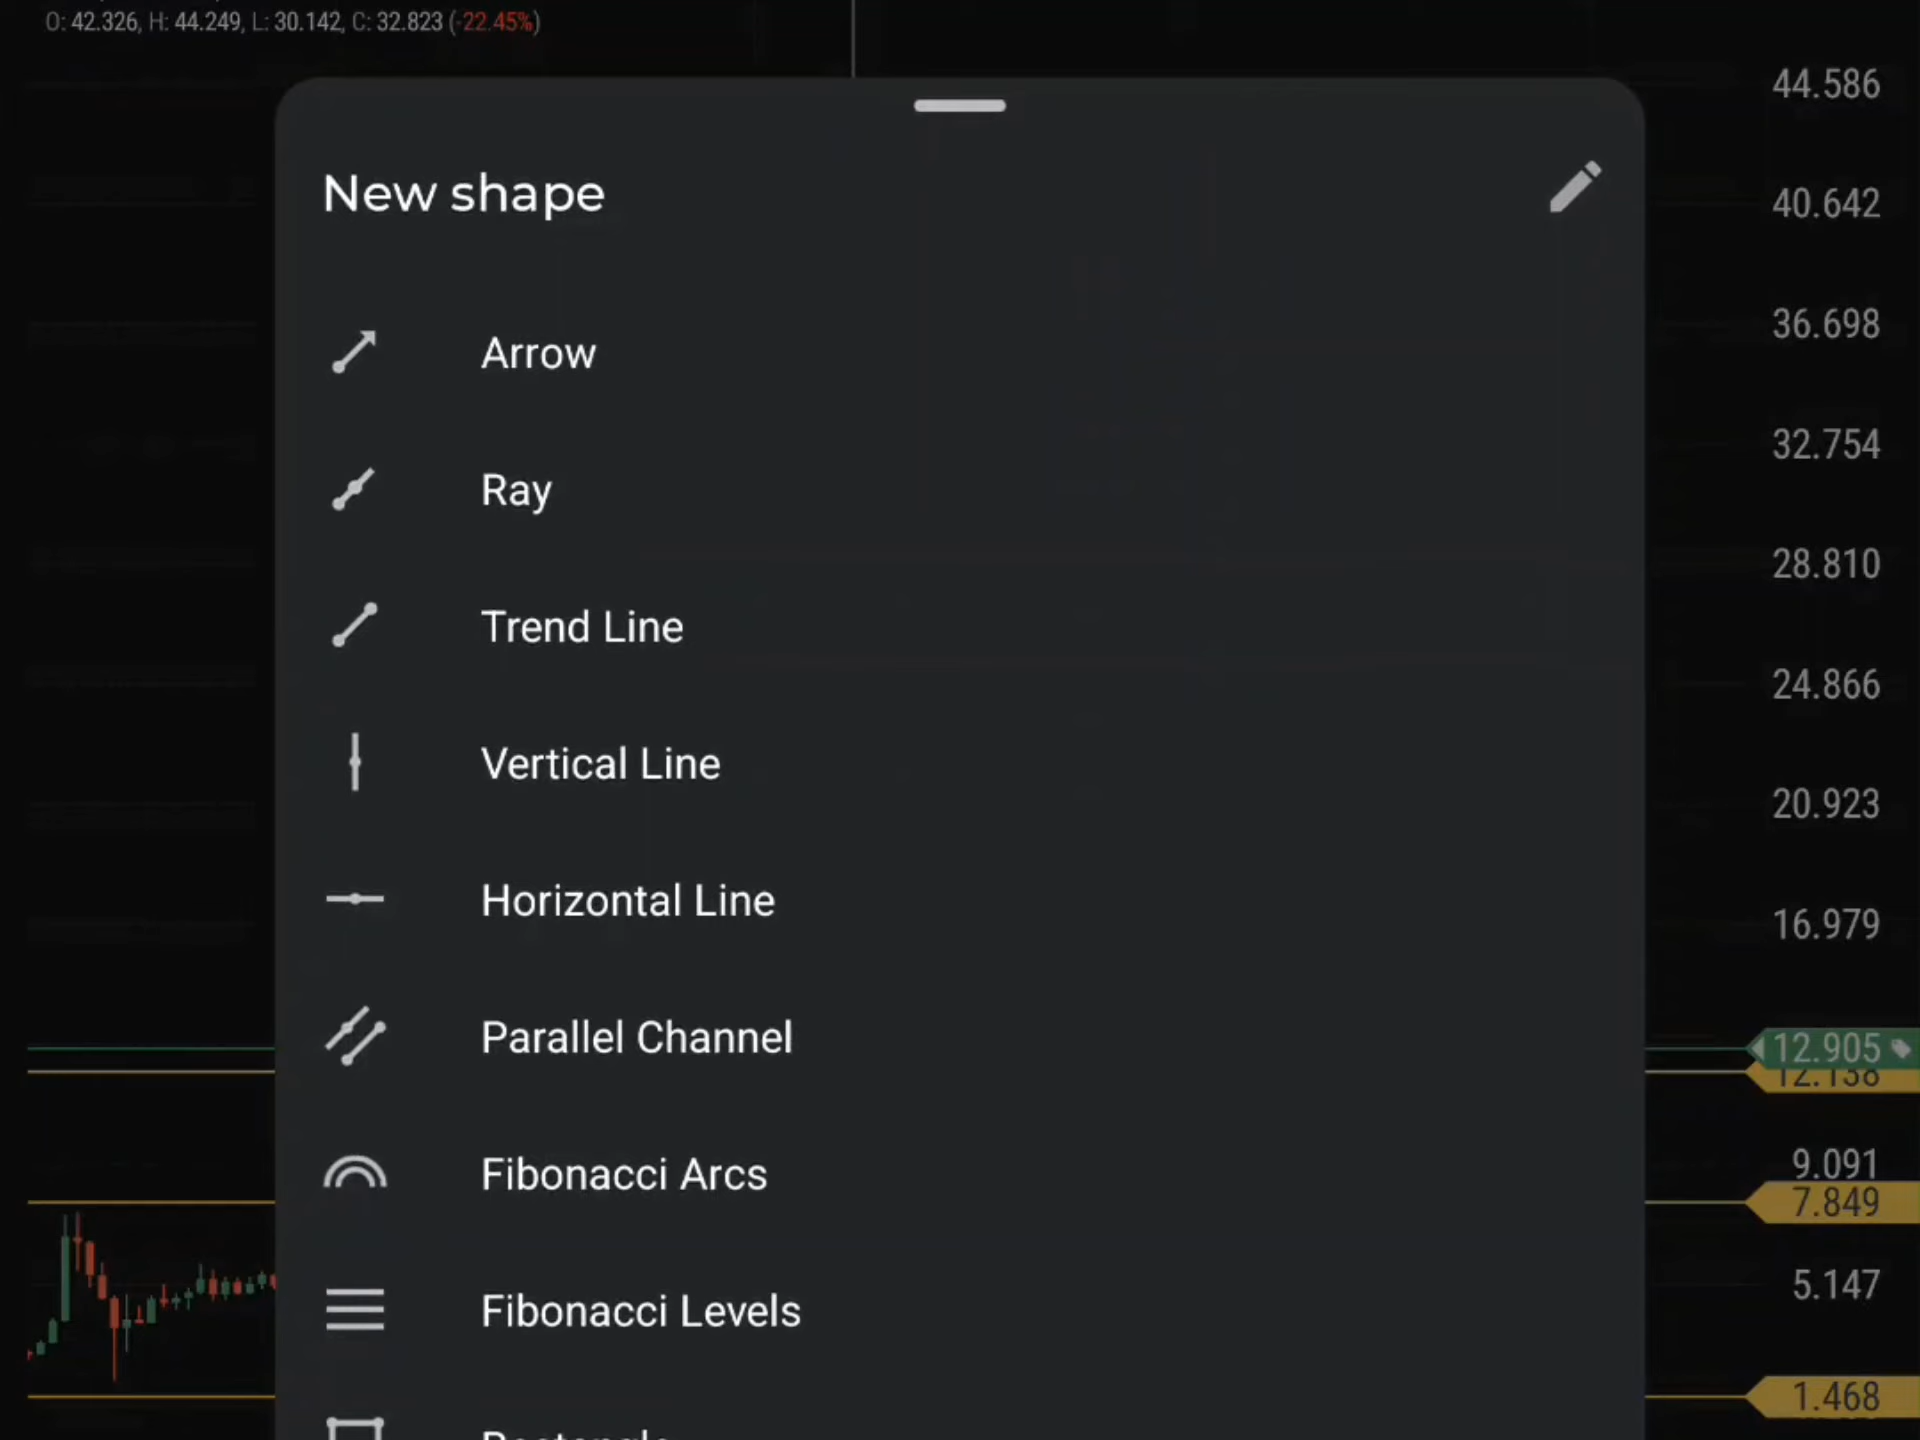 O: 42.326, H: 44.249, L: 30.142, C: 32.823 (-22.45%)
New shape
Arrow
Ray
Trend Line
Vertical Line
Horizontal Line
Parallel Channel
Fibonacci Arcs
Fibonacci Levels
44.586
40.642
36.698
32.754
28.810
24.866
20.923
16.979
12.905
12.138
9.091
7.849
5.147
1.468